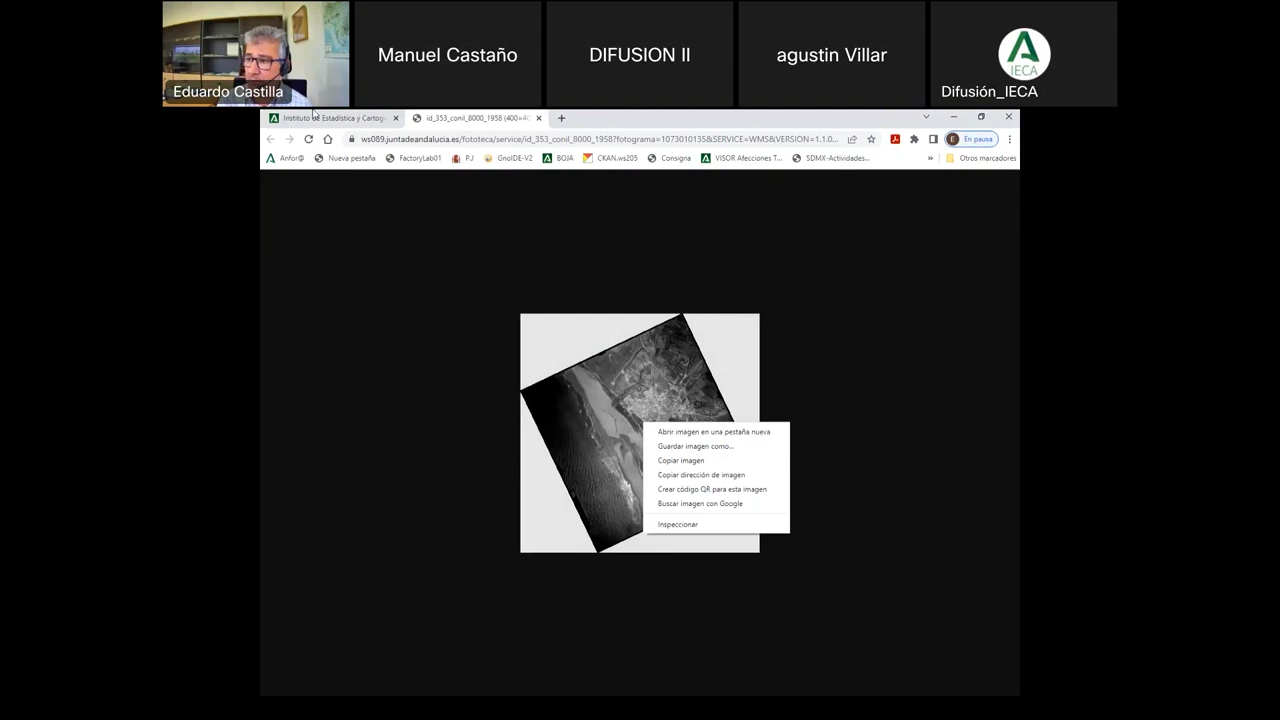 Eduardo Castilla
Manuel Castaño
DIFUSION II
agustin Villar
IECA
Difusión_IECA
Instituto de Estadística y Cartog
id_353_conil_8000_1958 (400×40
ws089.juntadeandalucia.es/fototeca/service/id_353_conil_8000_1958?fotograma=1073010135&SERVICE=WMS&VERSION=1.1.0...
E
En pausa
Anfor@
Nueva pestaña
FactoryLab01
PJ
GnoIDE-V2
BOJA
CKAN.ws205
Consigna
VISOR Afecciones T...
SDMX-Actividades...
»
Otros marcadores
Abrir imagen en una pestaña nueva
Guardar imagen como...
Copiar imagen
Copiar dirección de imagen
Crear código QR para esta imagen
Buscar imagen con Google
Inspeccionar